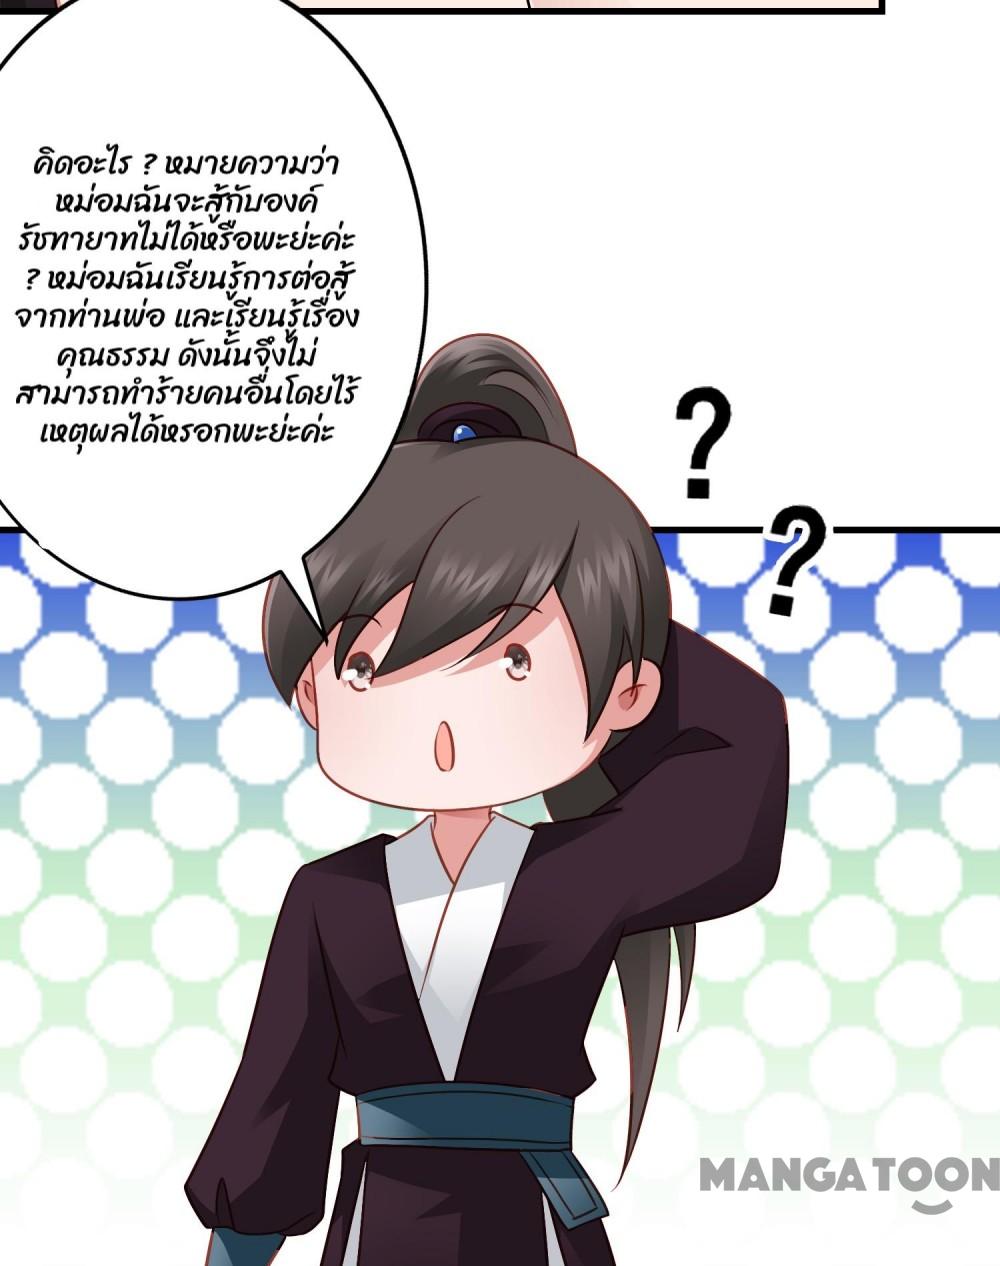 คิดอะไร ? หมายความว่า
หม่อมฉันจะสู้กับองค์
รัชทายาทไม่ได้หรือพะย่ะค่ะ
? หม่อมฉันเรียนรู้การต่อสู้
จากท่านพ่อ และเรียนรู้เรื่อง
คุณธรรม ดังนั้นจึงไม่
สามารถทำร้ายคนอื่นโดยไร้
เหตุผลได้หรอกพะย่ะค่ะ
?
?
MANGATOON